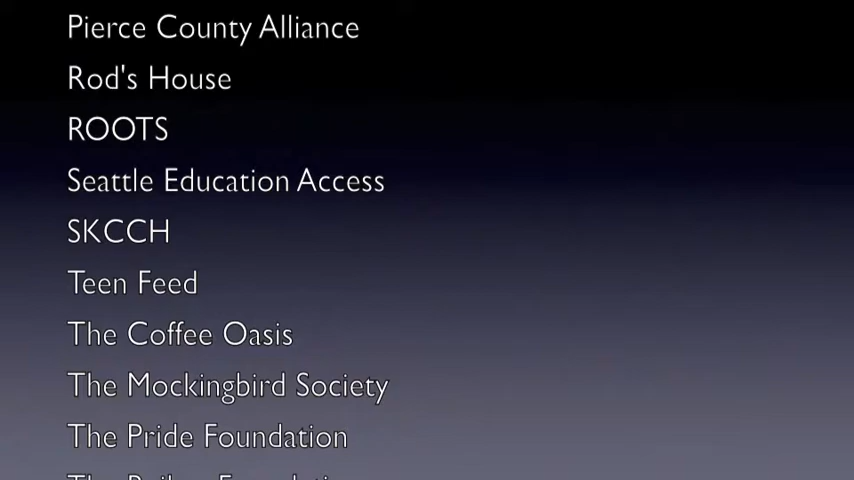 Pierce County Alliance
Rod's House
ROOTS
Seattle Education Access
SKCCH
Teen Feed
The Coffee Oasis
The Mockingbird Society
The Pride Foundation
The